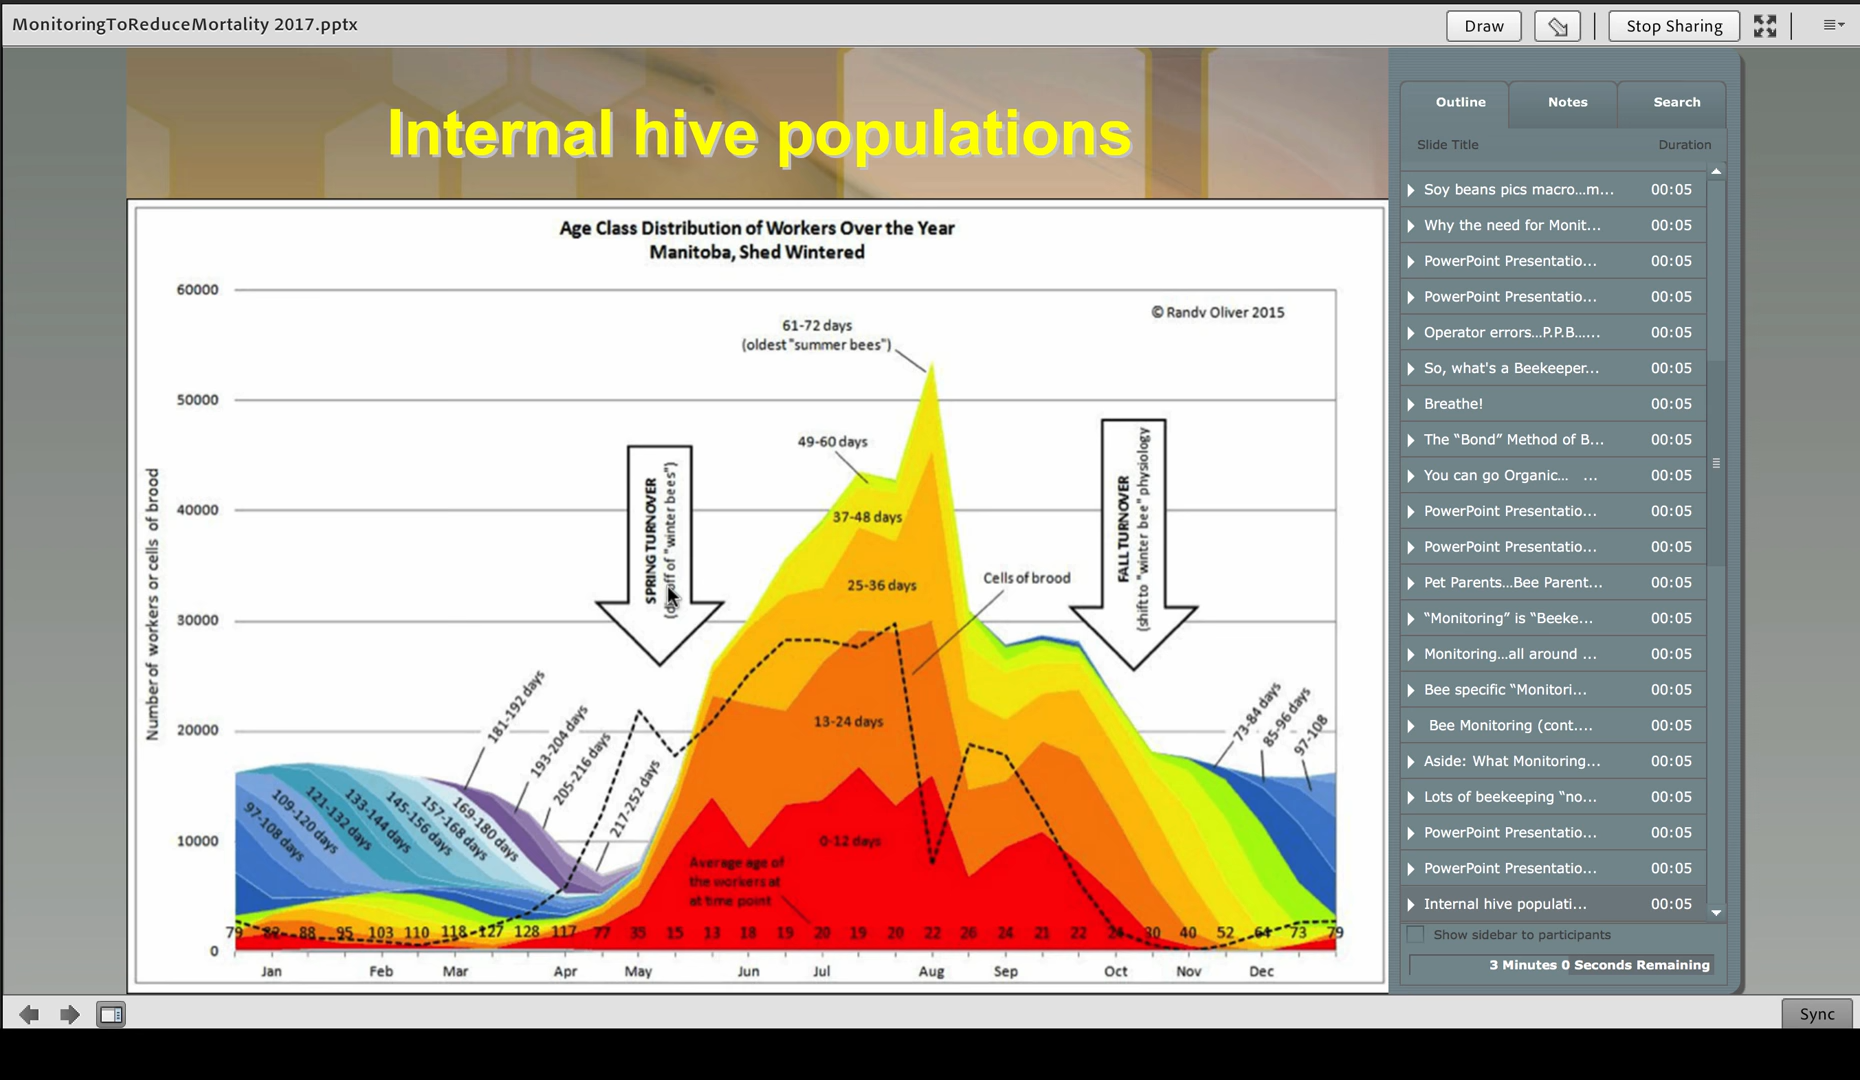 MonitoringToReduceMortality 2017.pptx
Draw
Stop Sharing
Internal hive populations
Age Class Distribution of Workers Over the Year
Manitoba, Shed Wintered
© Randv Oliver 2015
Number of workers or cells of brood
60000
50000
40000
30000
20000
10000
0
61-72 days
(oldest "summer bees")
49-60 days
37-48 days
25-36 days
13-24 days
0-12 days
Cells of brood
SPRING TURNOVER
of "winter bees")
FALL TURNOVER
(shift to "winter bee" physiology
97-108 days
109-120 days
121-132 days
133-144 days
145-156 days
157-168 days
169-180 days
181-192 days
193-204 days
205-216 days
217-252 days
73-84 days
85-96 days
97-108
Average age of
the workers at
at time point
79 82 88 95 103 110 118 127 128 117 77 35 15 13 18 19 20 19 20 22 26 24 21 22 30 40 52 64 73 79
Jan Feb Mar Apr May Jun Jul Aug Sep Oct Nov Dec
Outline Notes Search
Slide Title Duration
Soy beans pics macro...m... 00:05
Why the need for Monit... 00:05
PowerPoint Presentatio... 00:05
PowerPoint Presentatio... 00:05
Operator errors...P.P.B...... 00:05
So, what's a Beekeeper... 00:05
Breathe! 00:05
The “Bond” Method of B... 00:05
You can go Organic... ... 00:05
PowerPoint Presentatio... 00:05
PowerPoint Presentatio... 00:05
Pet Parents...Bee Parent... 00:05
“Monitoring” is “Beeke... 00:05
Monitoring...all around ... 00:05
Bee specific “Monitori... 00:05
Bee Monitoring (cont.... 00:05
Aside: What Monitoring... 00:05
Lots of beekeeping “no... 00:05
PowerPoint Presentatio... 00:05
PowerPoint Presentatio... 00:05
Internal hive populati... 00:05
Show sidebar to participants
3 Minutes 0 Seconds Remaining
Sync